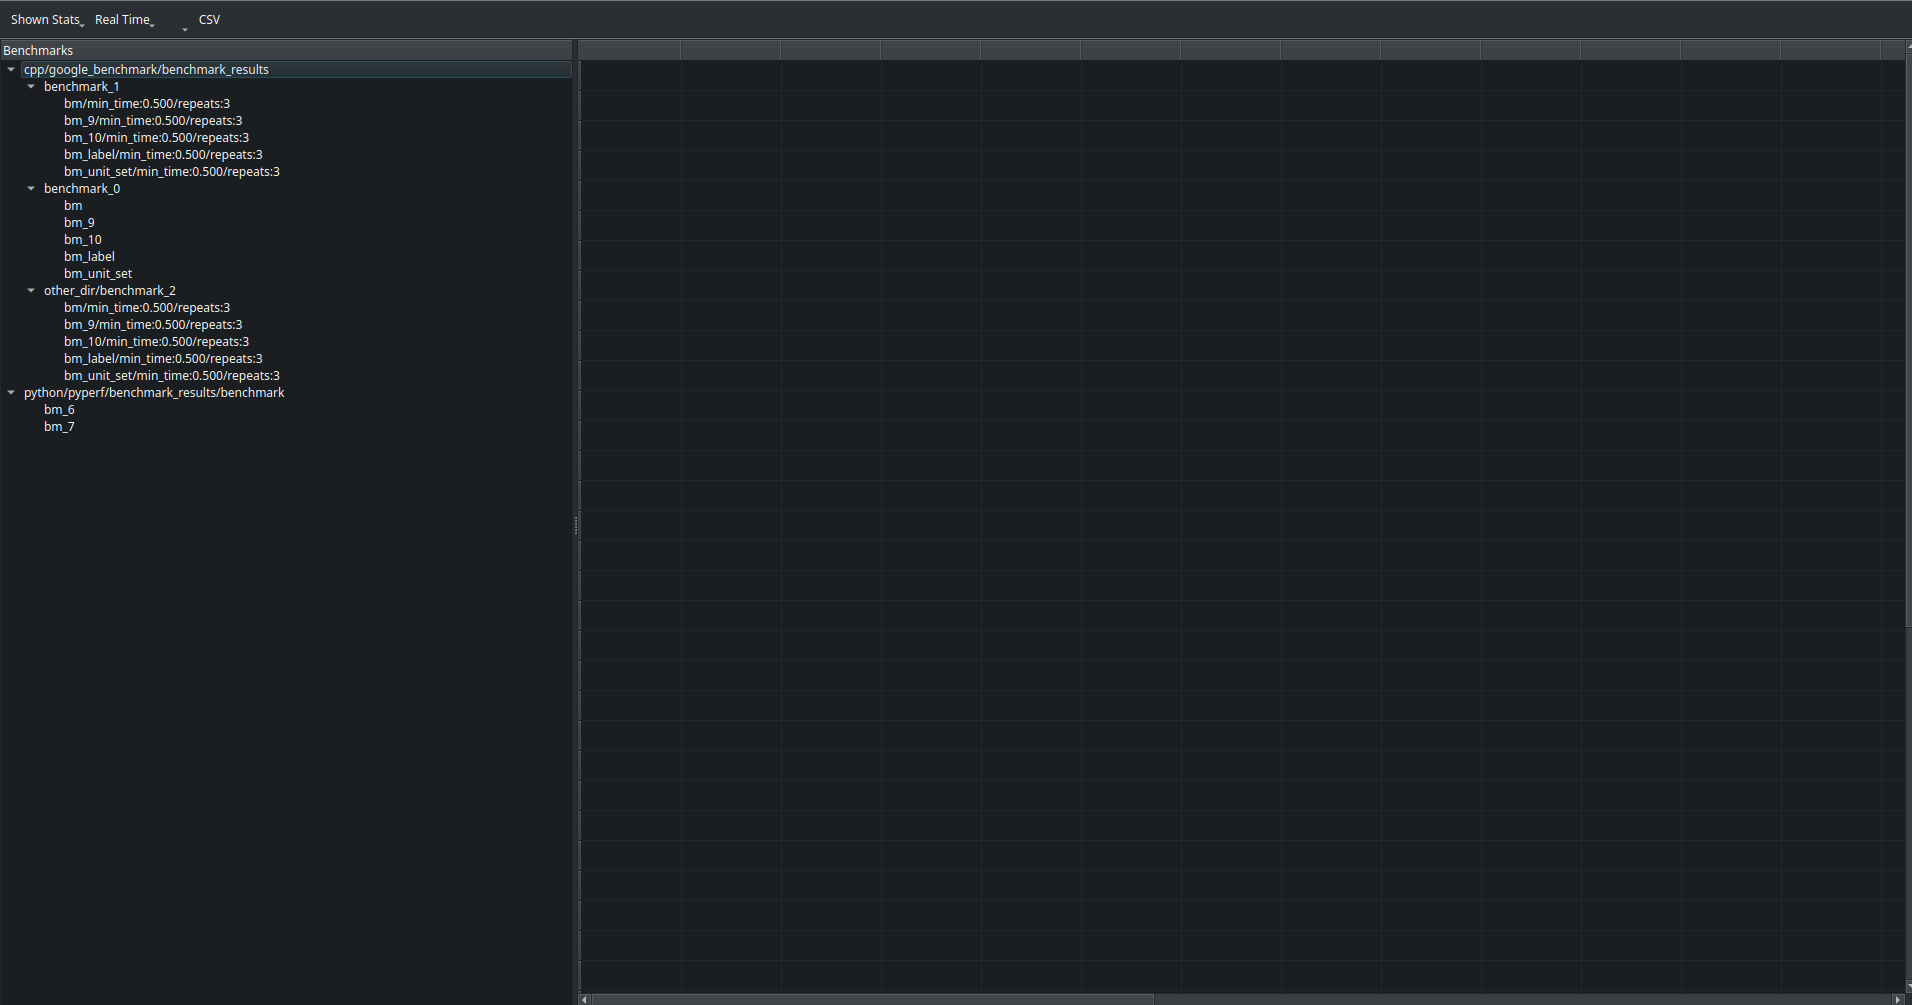 Shown Stats Real Time CSV
Benchmarks
cpp/google_benchmark/benchmark_results
benchmark_1
bm/min_time:0.500/repeats:3
bm_9/min_time:0.500/repeats:3
bm_10/min_time:0.500/repeats:3
bm_label/min_time:0.500/repeats:3
bm_unit_set/min_time:0.500/repeats:3
benchmark_0
bm
bm_9
bm_10
bm_label
bm_unit_set
other_dir/benchmark_2
bm/min_time:0.500/repeats:3
bm_9/min_time:0.500/repeats:3
bm_10/min_time:0.500/repeats:3
bm_label/min_time:0.500/repeats:3
bm_unit_set/min_time:0.500/repeats:3
python/pyperf/benchmark_results/benchmark
bm_6
bm_7